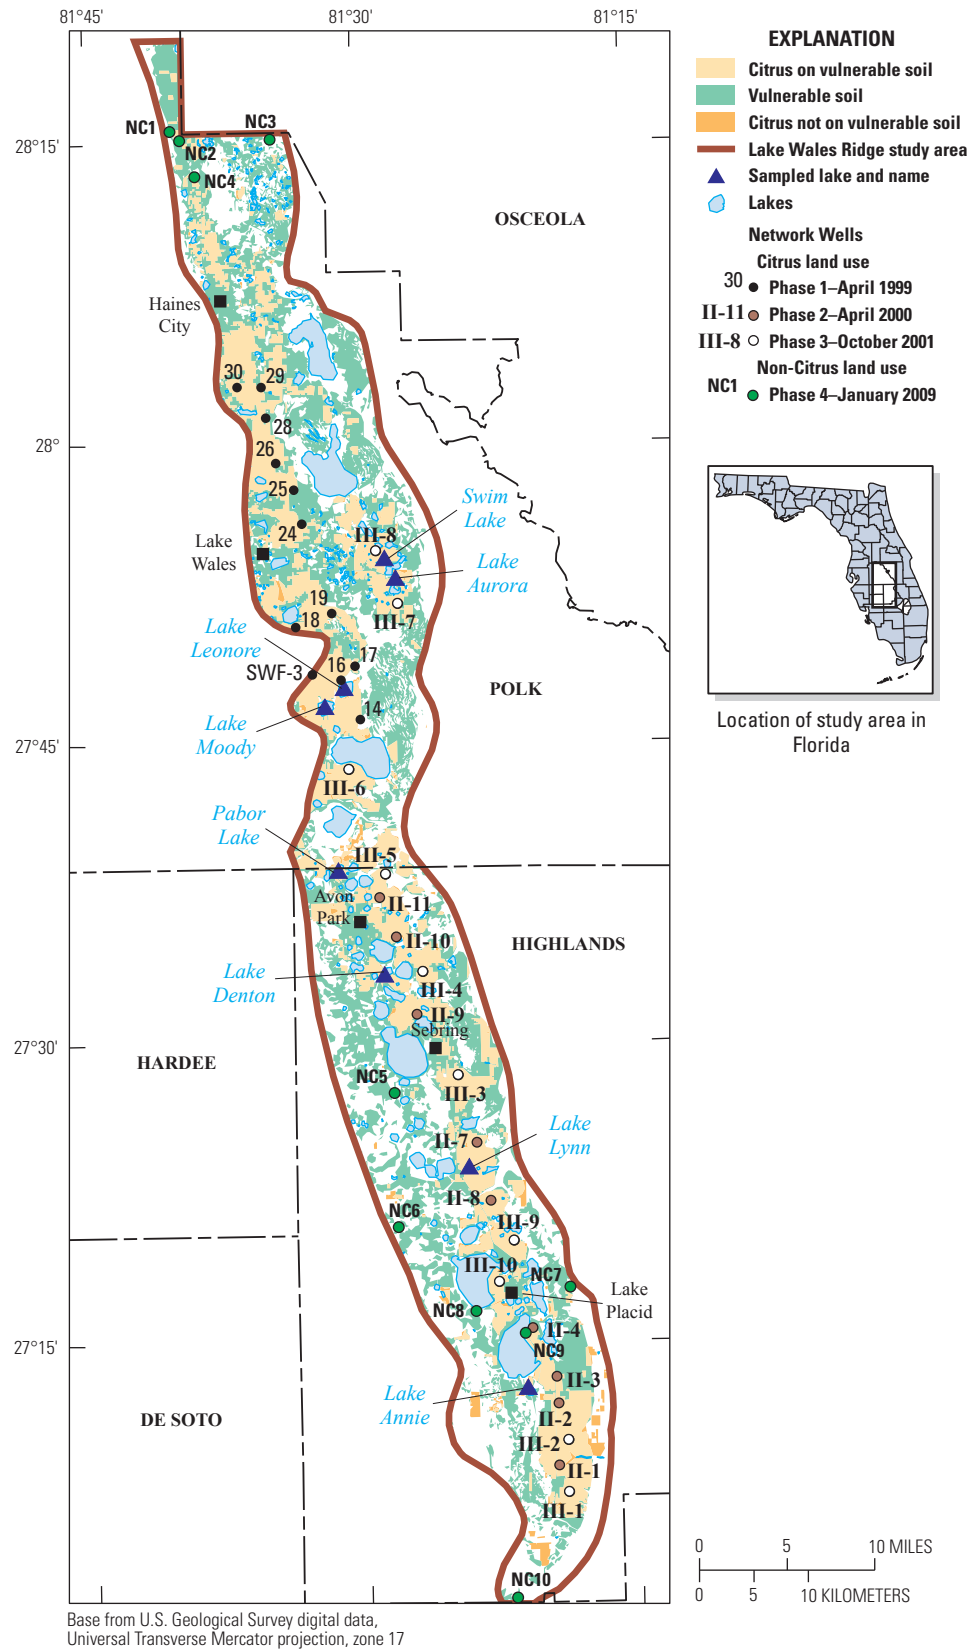 81°45'
81°30'
81°15'
EXPLANATION
Citrus on vulnerable soil
Vulnerable soil
Citrus not on vulnerable soil
Lake Wales Ridge study area
Sampled lake and name
Lakes
Network Wells
Citrus land use
30
Phase 1–April 1999
II-11
Phase 2–April 2000
III-8
Phase 3–October 2001
Non-Citrus land use
NC1
Phase 4–January 2009
NC1
NC2
NC3
28°15'
NC4
OSCEOLA
Haines
City
30
29
28
28°
26
25
24
Swim
Lake
III-8
Lake
Wales
Lake
Aurora
19
III-7
18
Lake
Leonore
17
16
SWF-3
POLK
14
Lake
Moody
27°45'
III-6
Pabor
Lake
III-5
Avon
Park
II-11
II-10
HIGHLANDS
Lake
Denton
III-4
II-9
Sebring
27°30'
HARDEE
NC5
III-3
II-7
Lake
Lynn
II-8
NC6
III-9
III-10
NC7
Lake
Placid
NC8
II-4
NC9
27°15'
II-3
Lake
Annie
II-2
DE SOTO
III-2
II-1
III-1
NC10
Location of study area in
Florida
0
5
10 MILES
0
5
10 KILOMETERS
Base from U.S. Geological Survey digital data,
Universal Transverse Mercator projection, zone 17